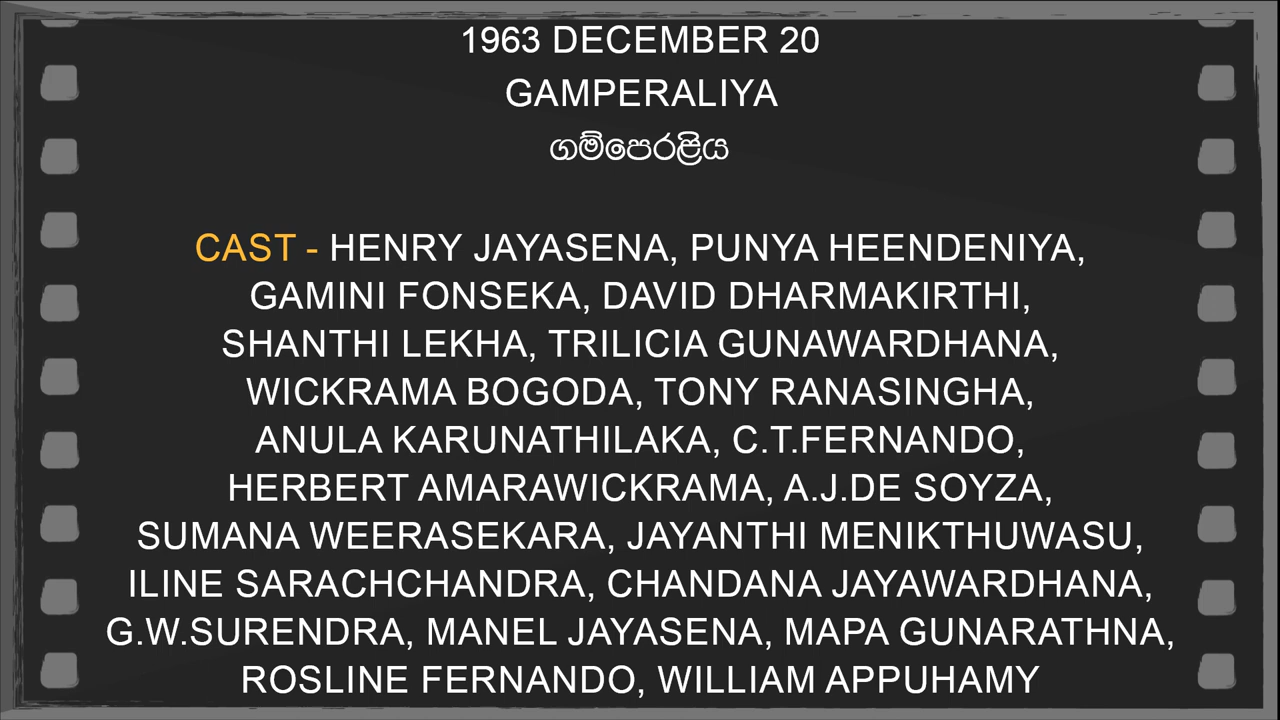 1963 DECEMBER 20
GAMPERALIYA
ගම්පෙරළිය
CAST - HENRY JAYASENA, PUNYA HEENDENIYA,
GAMINI FONSEKA, DAVID DHARMAKIRTHI,
SHANTHI LEKHA, TRILICIA GUNAWARDHANA,
WICKRAMA BOGODA, TONY RANASINGHA,
ANULA KARUNATHILAKA, C.T.FERNANDO,
HERBERT AMARAWICKRAMA, A.J.DE SOYZA,
SUMANA WEERASEKARA, JAYANTHI MENIKTHUWASU,
ILINE SARACHCHANDRA, CHANDANA JAYAWARDHANA,
G.W.SURENDRA, MANEL JAYASENA, MAPA GUNARATHNA,
ROSLINE FERNANDO, WILLIAM APPUHAMY